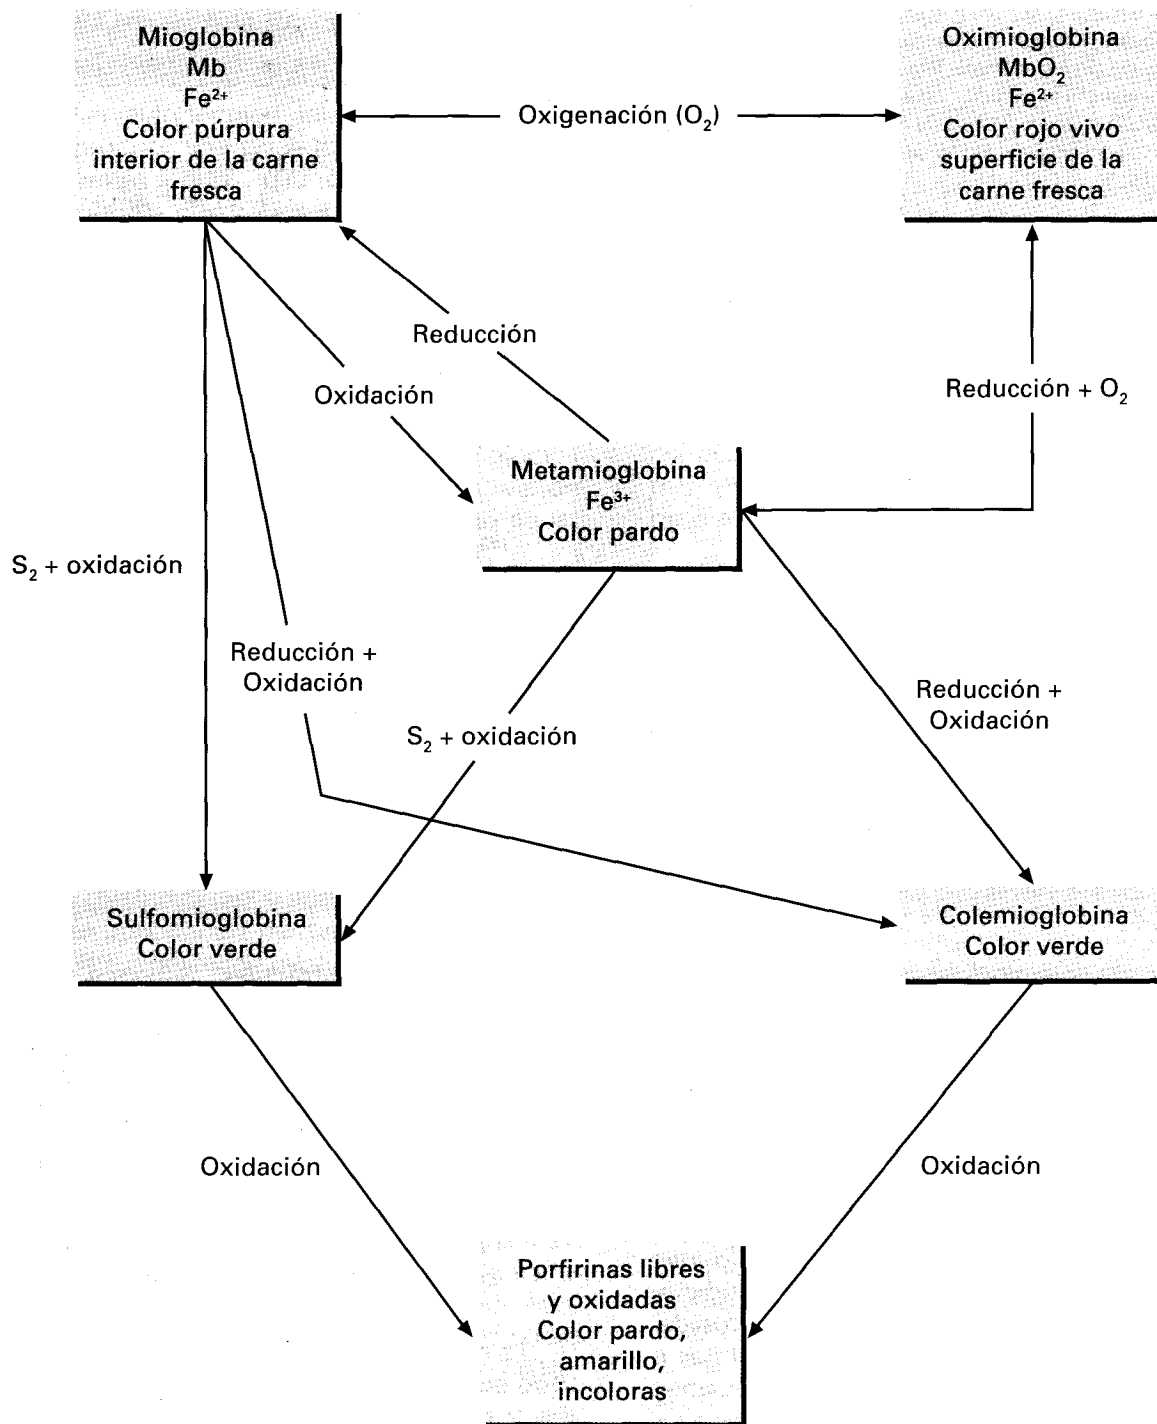 Mioglobina
Mb
Fe²⁺
Color púrpura
interior de la carne
fresca
Oxigenación (O₂)
Oximioglobina
MbO₂
Fe²⁺
Color rojo vivo
superficie de la
carne fresca
Reducción
Oxidación
Reducción + O₂
Metamioglobina
Fe³⁺
Color pardo
S₂ + oxidación
Reducción +
Oxidación
S₂ + oxidación
Reducción +
Oxidación
Sulfomioglobina
Color verde
Colemioglobina
Color verde
Oxidación
Oxidación
Porfirinas libres
y oxidadas
Color pardo,
amarillo,
incoloras